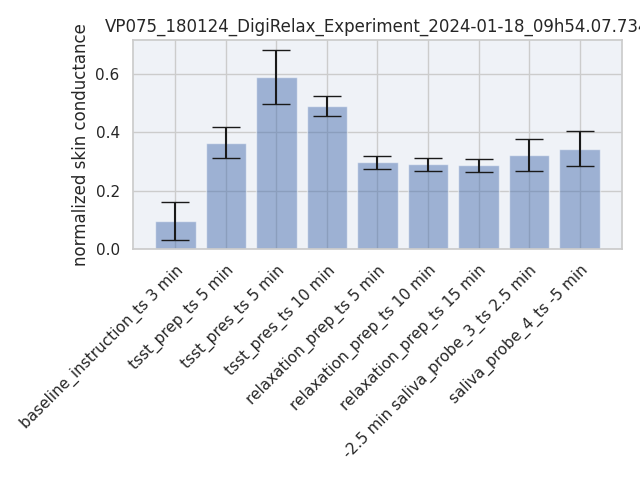 VP075_180124_DigiRelax_Experiment_2024-01-18_09h54.07.734
normalized skin conductance
0.6
0.4
0.2
0.0
baseline_instruction_ts 3 min
tsst_prep_ts 5 min
tsst_pres_ts 5 min
tsst_pres_ts 10 min
relaxation_prep_ts 5 min
relaxation_prep_ts 10 min
relaxation_prep_ts 15 min
-2.5 min saliva_probe_3_ts 2.5 min
saliva_probe_4_ts -5 min